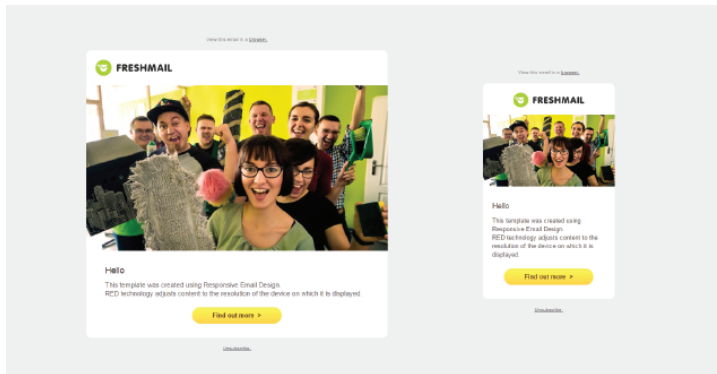 View this email in a browser.
FRESHMAIL
Hello
This template was created using Responsive Email Design.
RED technology adjusts content to the resolution of the device on which it is displayed.
Find out more >
Unsubscribe.
View this email in a browser.
FRESHMAIL
Hello
This template was created using
Responsive Email Design.
RED technology adjusts content to the
resolution of the device on which it is
displayed.
Find out more >
Unsubscribe.